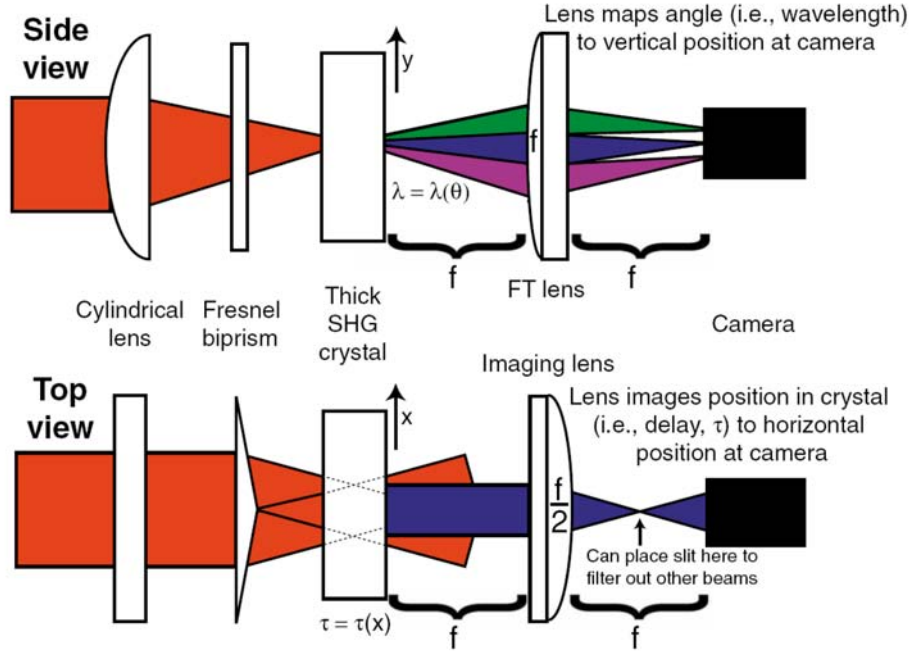 Side
view
Lens maps angle (i.e., wavelength)
to vertical position at camera
y
f
λ = λ(θ)
f
f
Cylindrical
lens
Fresnel
biprism
Thick
SHG
crystal
FT lens
Camera
Top
view
x
Imaging lens
Lens images position in crystal
(i.e., delay, τ) to horizontal
position at camera
f
2
Can place slit here to
filter out other beams
τ = τ(x)
f
f